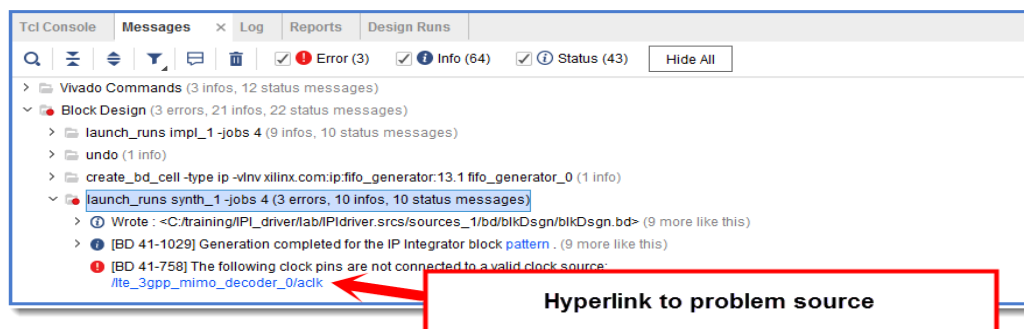 Tcl Console Messages × Log Reports Design Runs
Error (3) Info (64) Status (43) Hide All
Vivado Commands (3 infos, 12 status messages)
Block Design (3 errors, 21 infos, 22 status messages)
launch_runs impl_1 -jobs 4 (9 infos, 10 status messages)
undo (1 info)
create_bd_cell -type ip -vlnv xilinx.com:ip:fifo_generator:13.1 fifo_generator_0 (1 info)
launch_runs synth_1 -jobs 4 (3 errors, 10 infos, 10 status messages)
Wrote : <C:/training/IPI_driver/lab/IPIdriver.srcs/sources_1/bd/blkDsgn/blkDsgn.bd> (9 more like this)
[BD 41-1029] Generation completed for the IP Integrator block pattern . (9 more like this)
[BD 41-758] The following clock pins are not connected to a valid clock source:
/lte_3gpp_mimo_decoder_0/aclk
Hyperlink to problem source